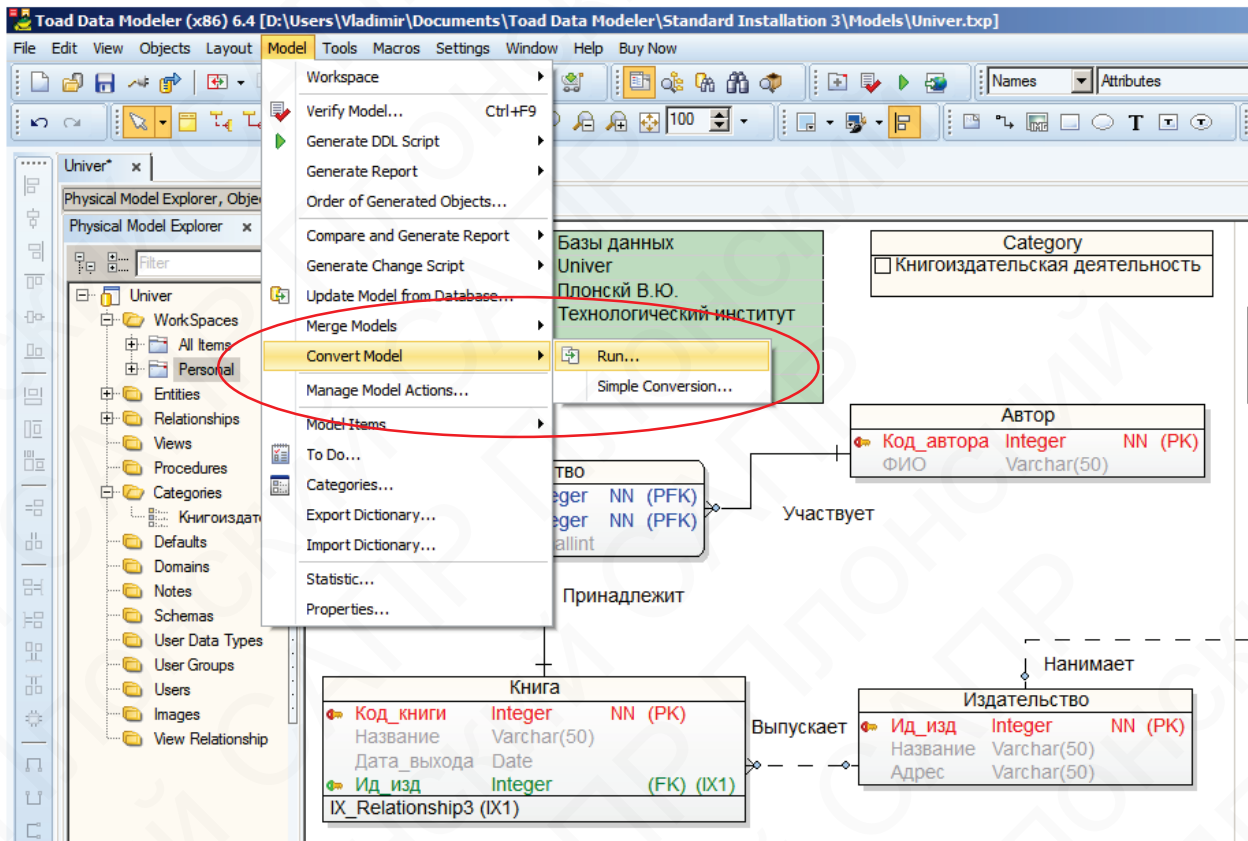 Toad Data Modeler (x86) 6.4 [D:\Users\Vladimir\Documents\Toad Data Modeler\Standard Installation 3\Models\Univer.txp]
File Edit View Objects Layout Model Tools Macros Settings Window Help Buy Now
Names Attributes
100
Univer*
Physical Model Explorer, Obje
Physical Model Explorer
Filter
Univer
WorkSpaces
All Items
Personal
Entities
Relationships
Views
Procedures
Categories
Книгоиздат
Defaults
Domains
Notes
Schemas
User Data Types
User Groups
Users
Images
View Relationship
Workspace
Verify Model... Ctrl+F9
Generate DDL Script
Generate Report
Order of Generated Objects...
Compare and Generate Report
Generate Change Script
Update Model from Database...
Merge Models
Convert Model
Manage Model Actions...
Model Items
To Do...
Categories...
Export Dictionary...
Import Dictionary...
Statistic...
Properties...
Run...
Simple Conversion...
Базы данных
Univer
Плонскй В.Ю.
Технологический институт
Category
Книгоиздательская деятельность
Автор
Код_автора Integer NN (PK)
ФИО Varchar(50)
тво
eger NN (PFK)
eger NN (PFK)
allint
Участвует
Принадлежит
Нанимает
Книга
Код_книги Integer NN (PK)
Название Varchar(50)
Дата_выхода Date
Ид_изд Integer (FK) (IX1)
IX_Relationship3 (IX1)
Выпускает
Издательство
Ид_изд Integer NN (PK)
Название Varchar(50)
Адрес Varchar(50)